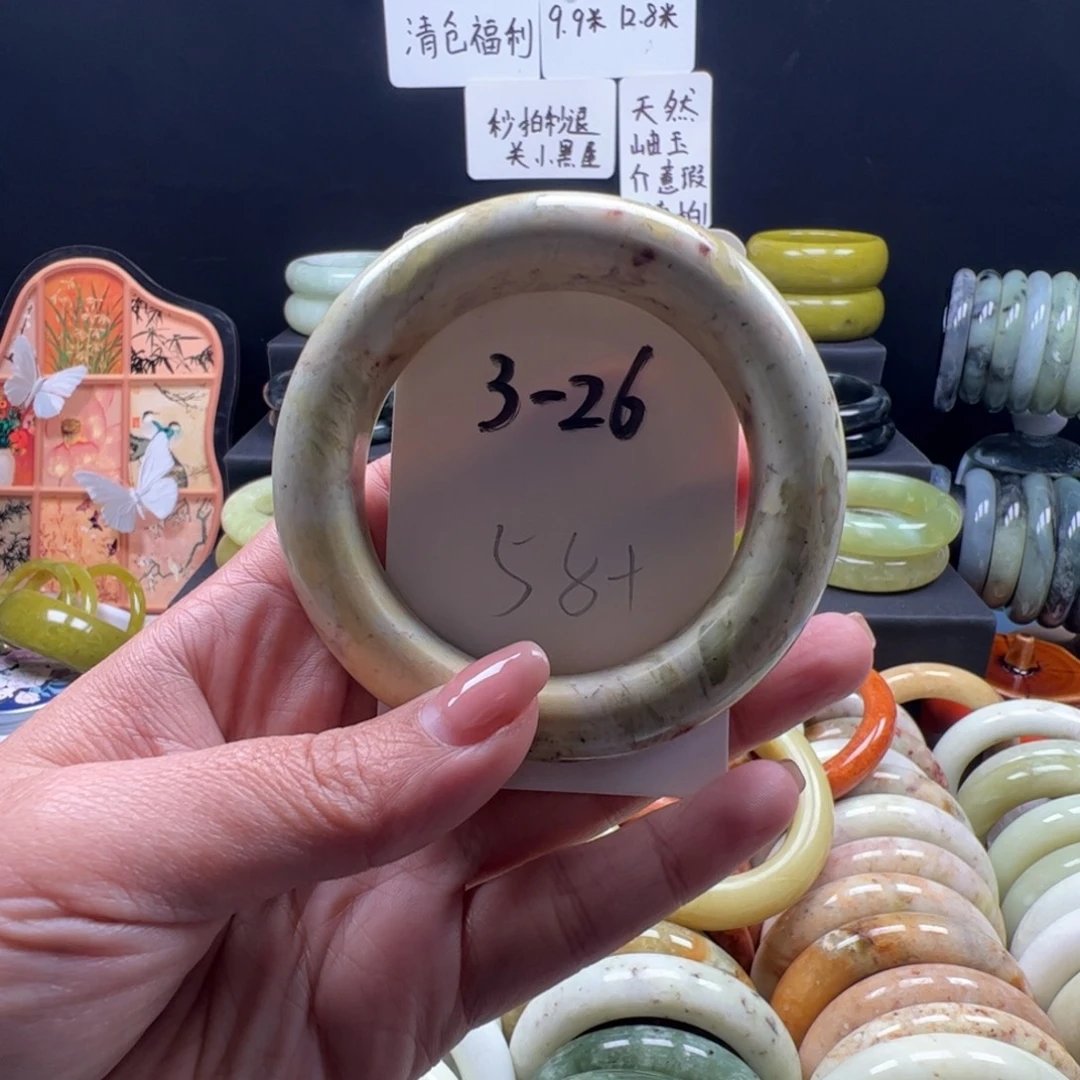 清仓福利
9.9米 12.8米
秒拍秒退
关小黑屋
天然
岫玉
介意瑕
拍
3-26
58+